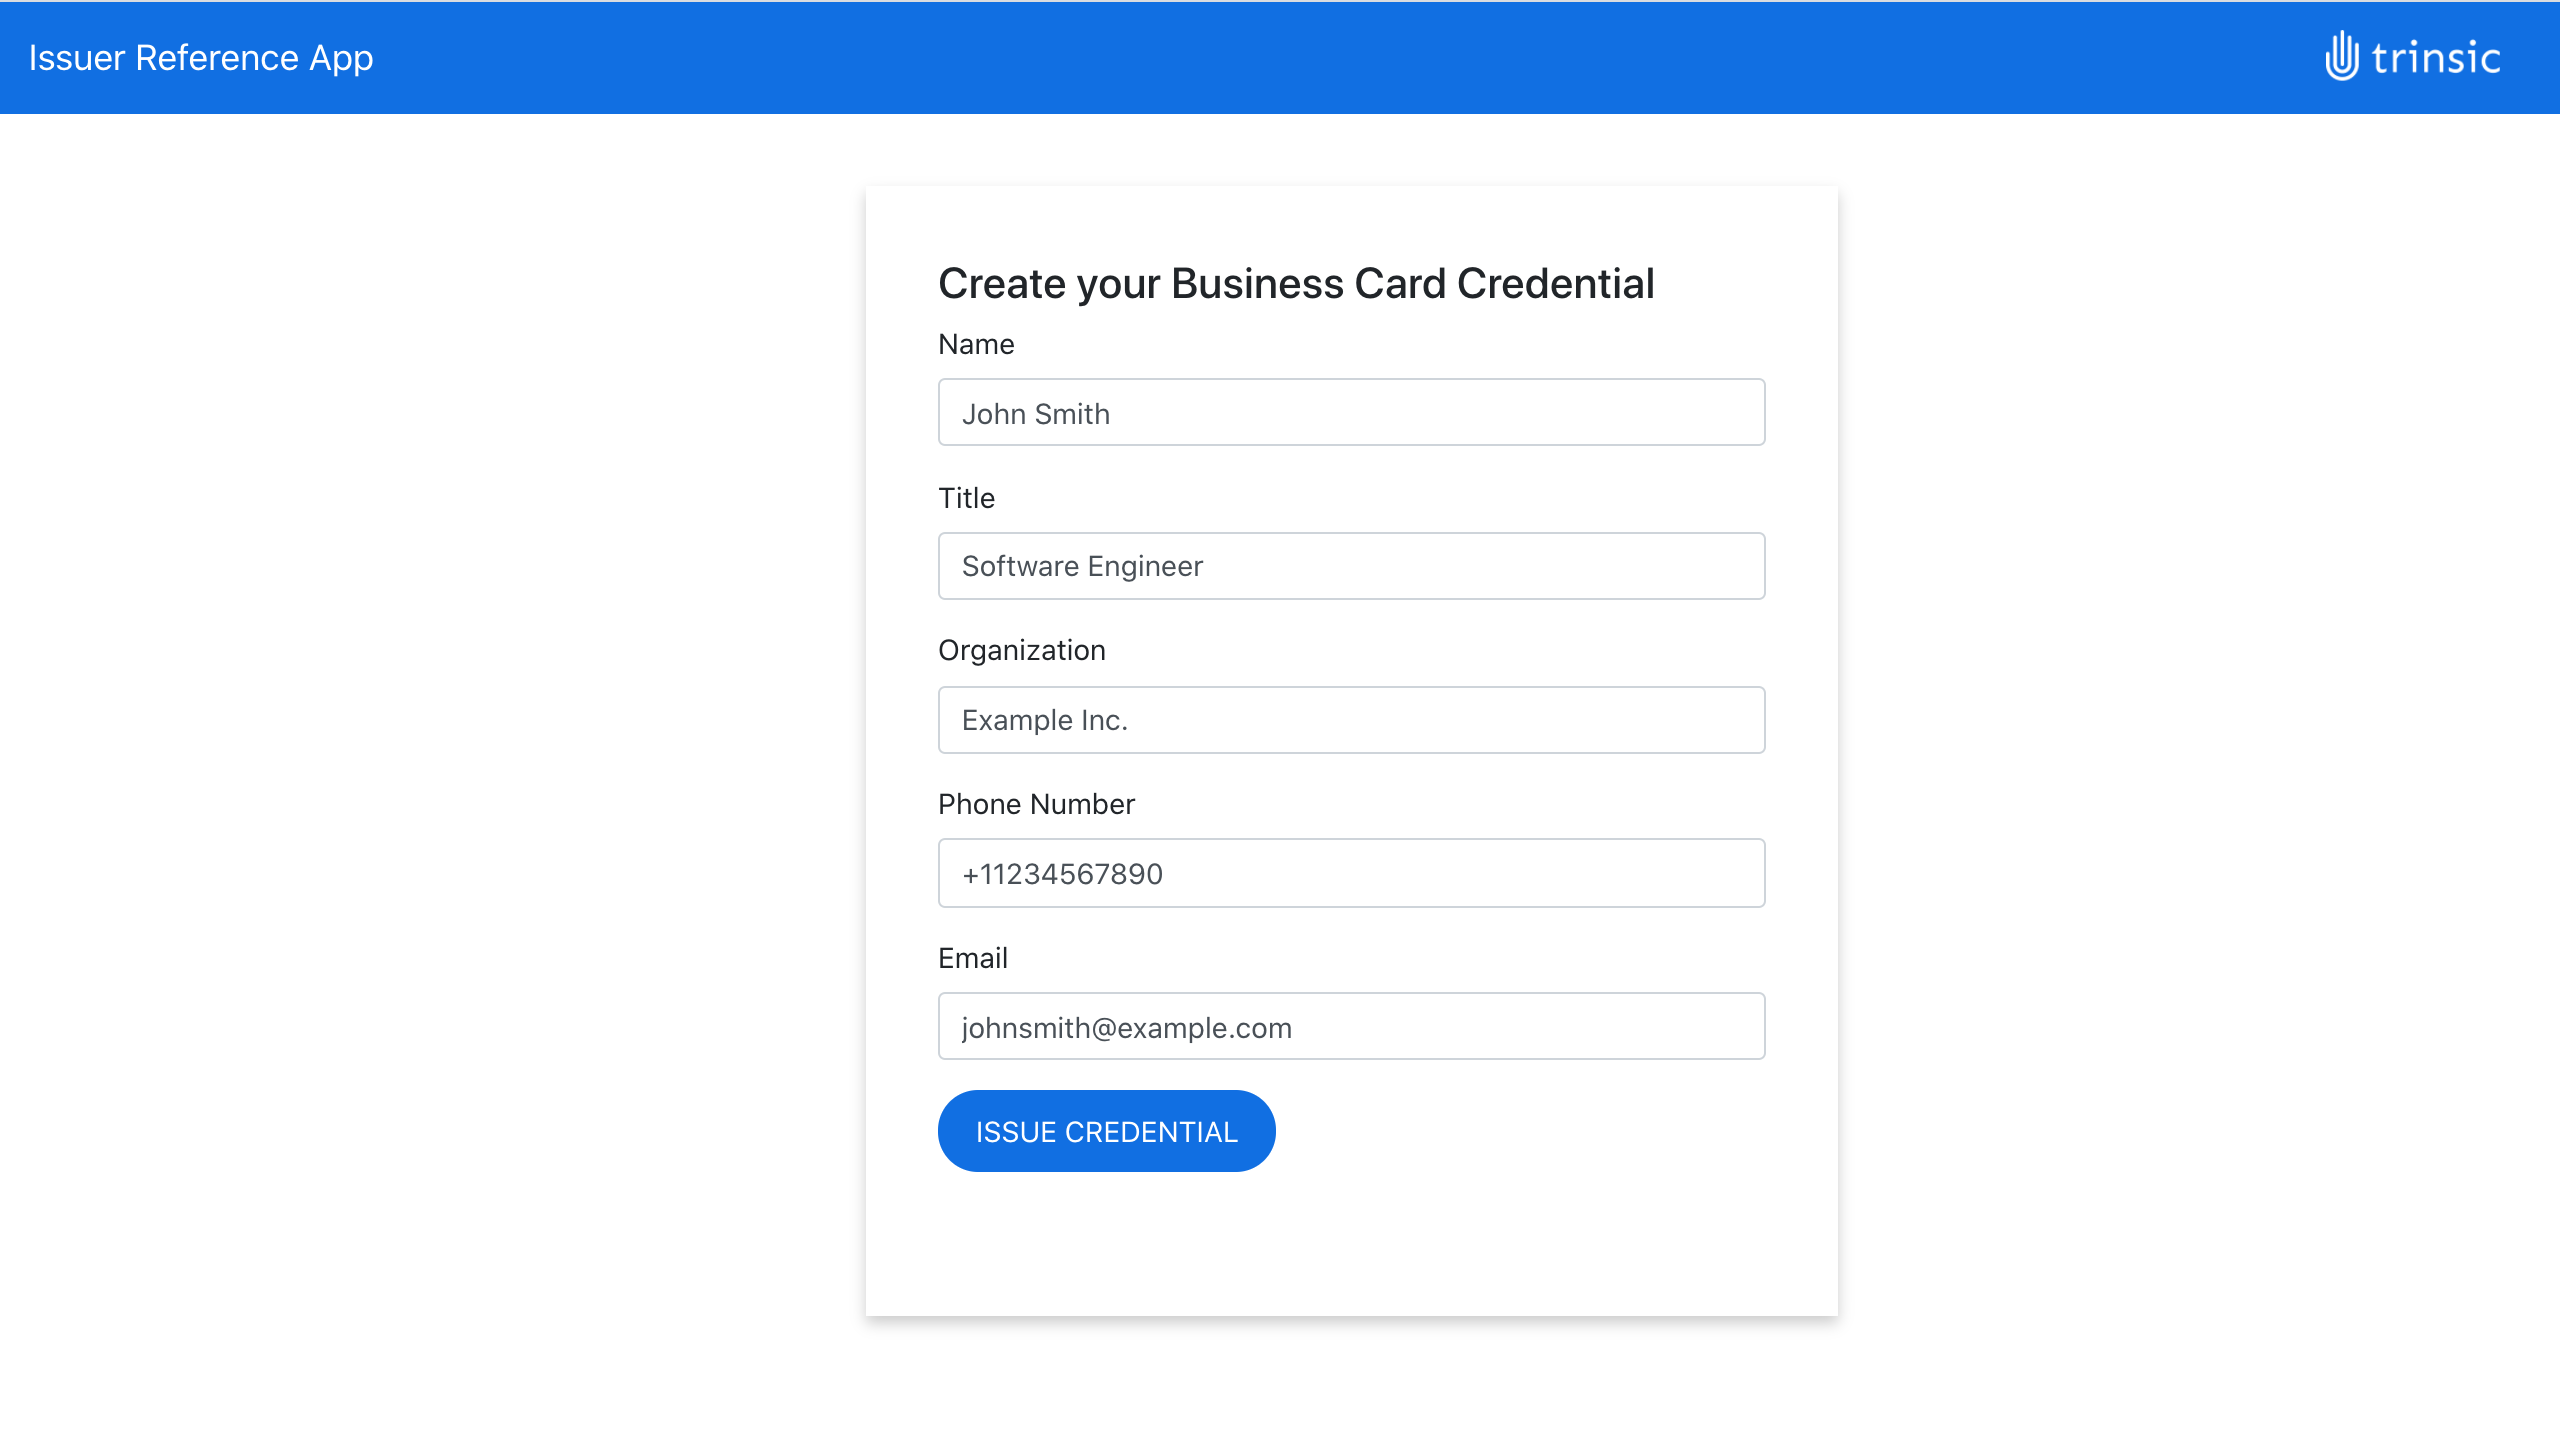 Issuer Reference App
trinsic
Create your Business Card Credential
Name
John Smith
Title
Software Engineer
Organization
Example Inc.
Phone Number
+11234567890
Email
johnsmith@example.com
ISSUE CREDENTIAL